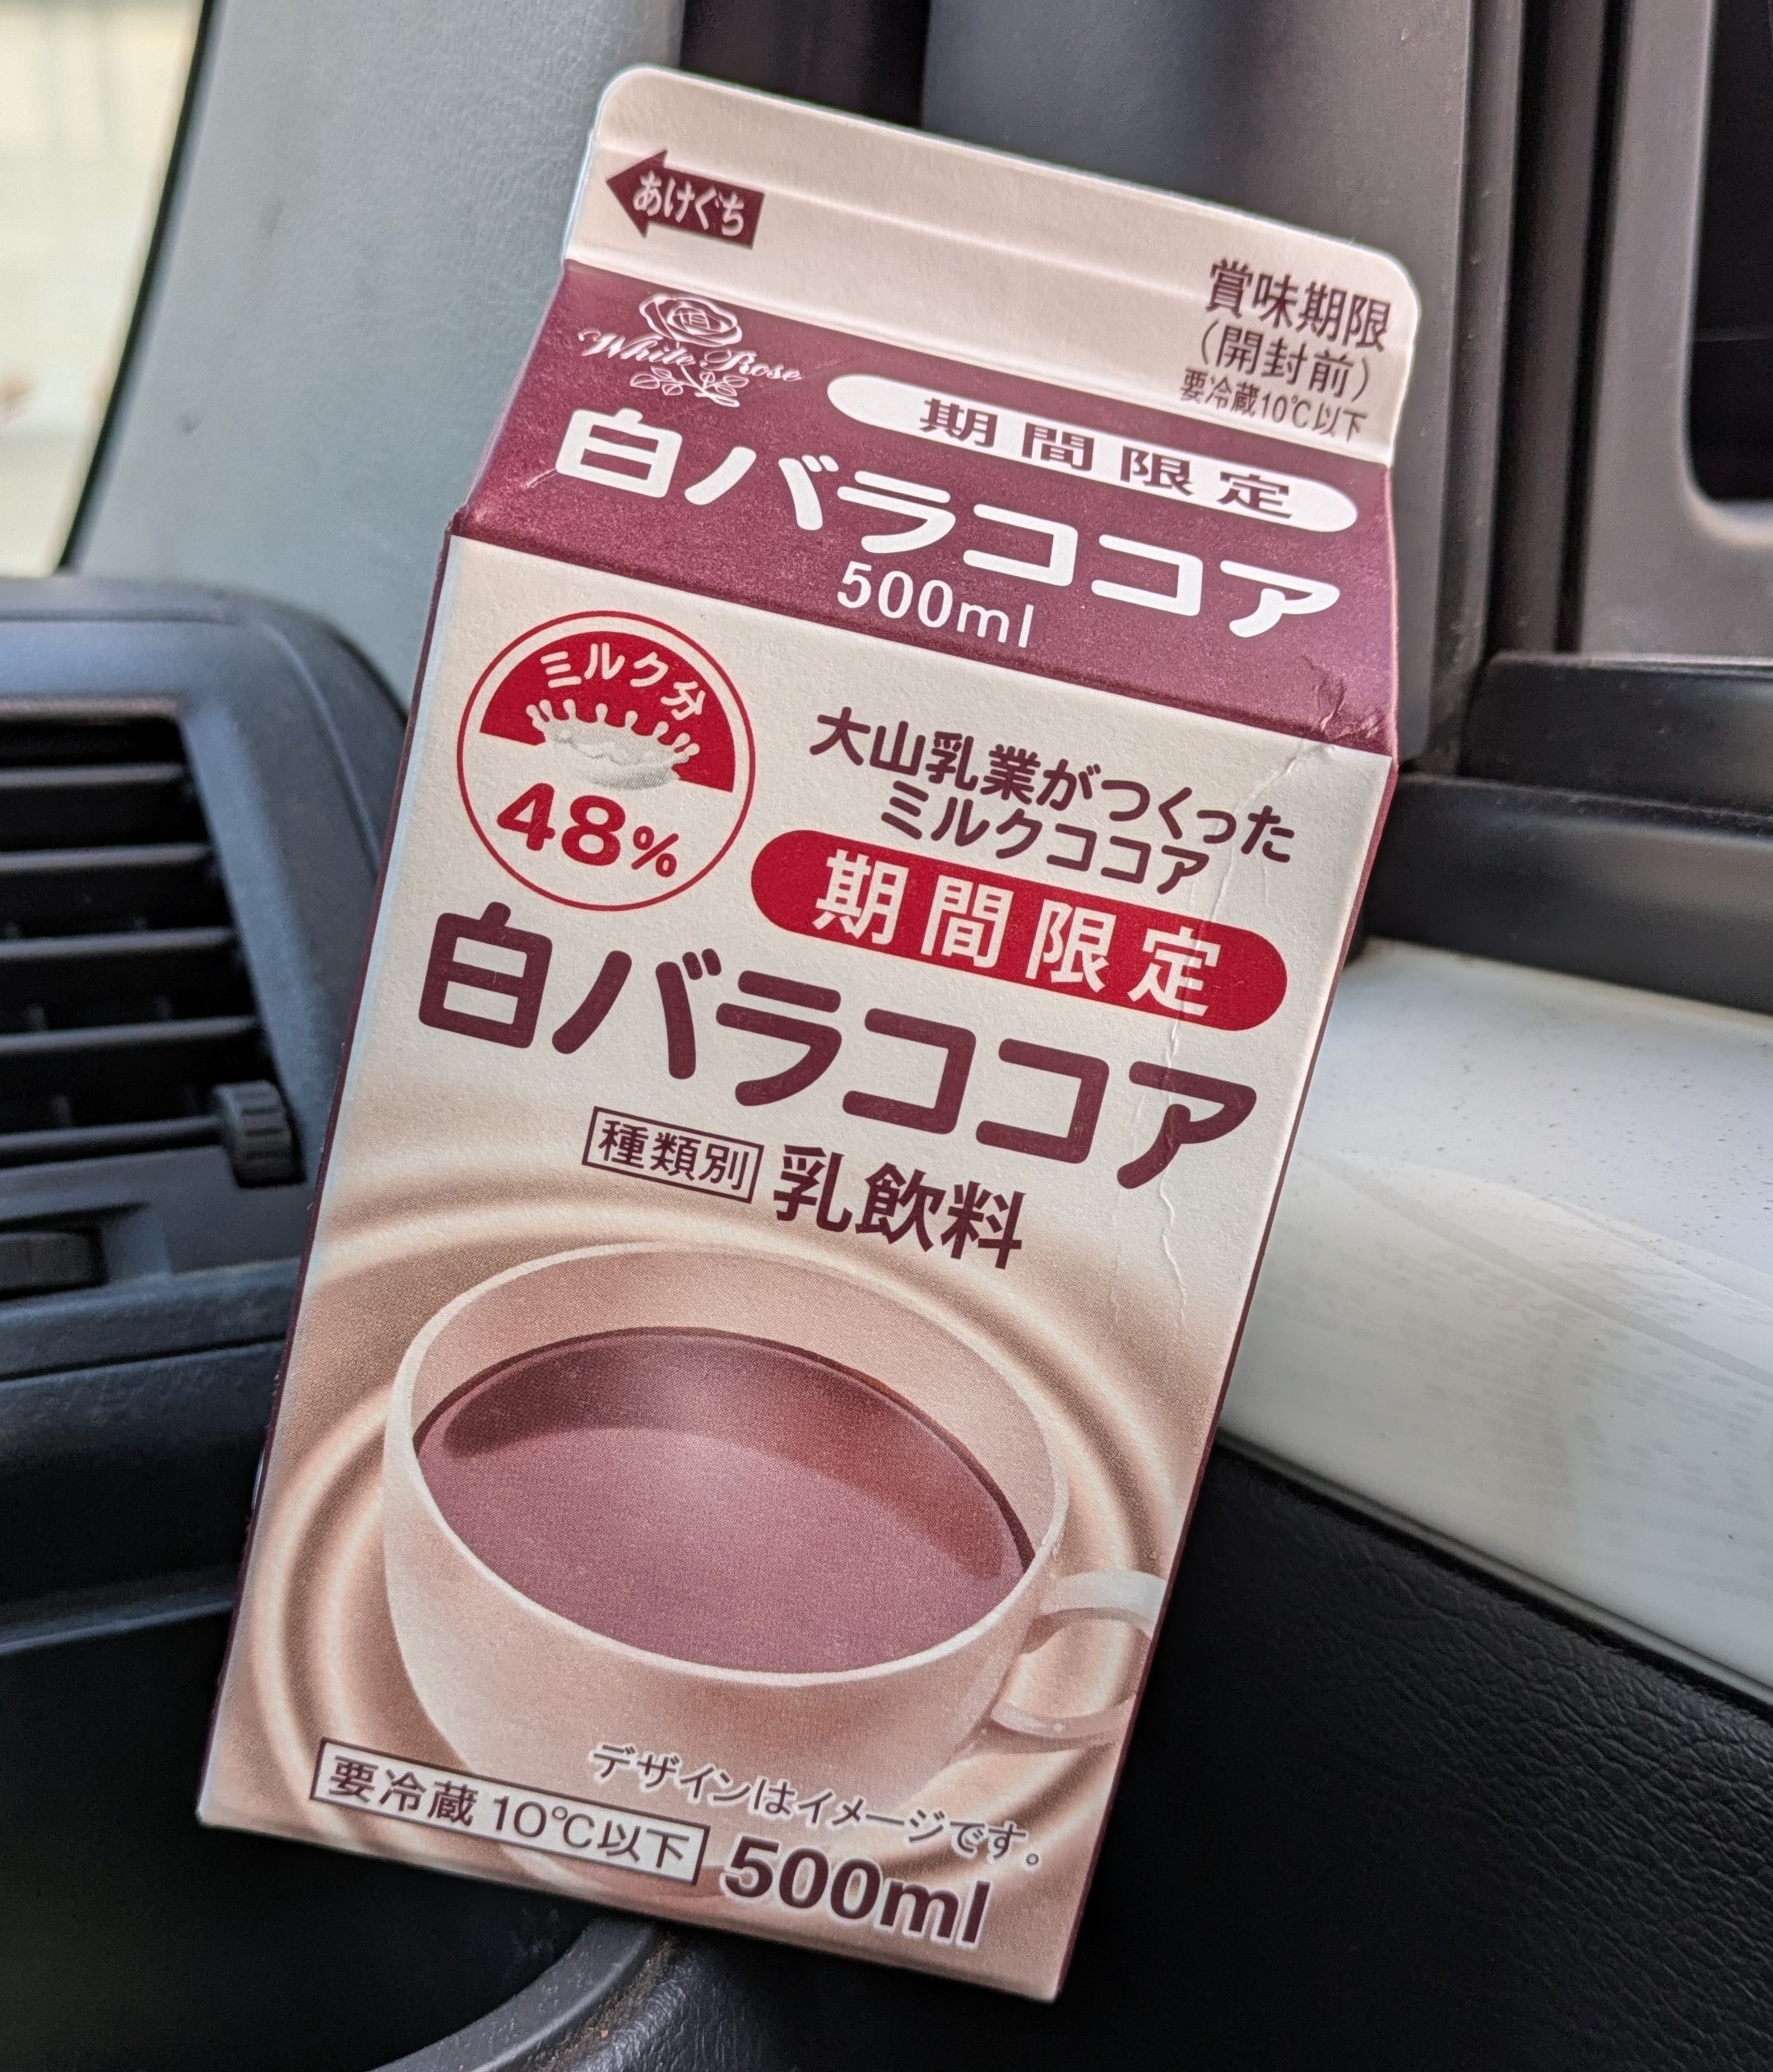 あけぐち
賞味期限
(開封前)
要冷蔵10℃以下
White Rose
期間限定
白バラココア
500ml
ミルク分
48%
大山乳業がつくった
ミルクココア
期間限定
白バラココア
種類別 乳飲料
デザインはイメージです。
要冷蔵 10℃以下 500ml